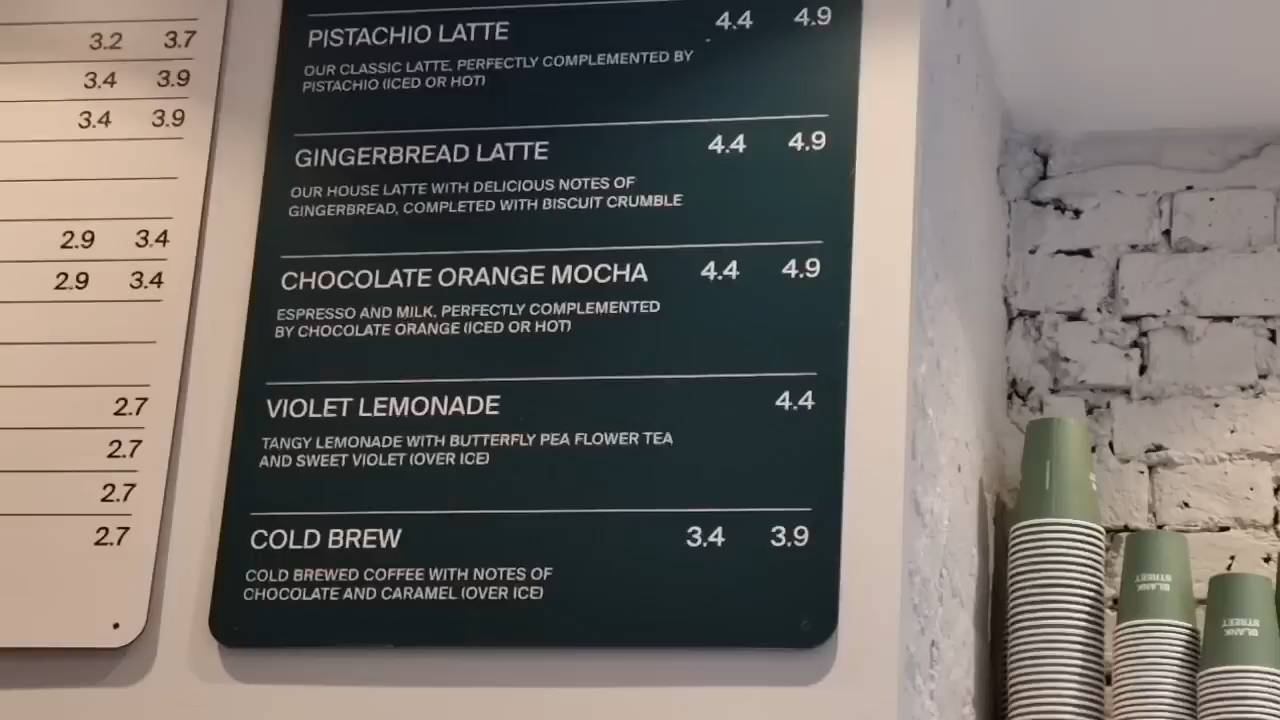 3.2 3.7
3.4 3.9
3.4 3.9
2.9 3.4
2.9 3.4
2.7
2.7
2.7
2.7
PISTACHIO LATTE 4.4 4.9
OUR CLASSIC LATTE, PERFECTLY COMPLEMENTED BY
PISTACHIO (ICED OR HOT)
GINGERBREAD LATTE 4.4 4.9
OUR HOUSE LATTE WITH DELICIOUS NOTES OF
GINGERBREAD, COMPLETED WITH BISCUIT CRUMBLE
CHOCOLATE ORANGE MOCHA 4.4 4.9
ESPRESSO AND MILK, PERFECTLY COMPLEMENTED
BY CHOCOLATE ORANGE (ICED OR HOT)
VIOLET LEMONADE 4.4
TANGY LEMONADE WITH BUTTERFLY PEA FLOWER TEA
AND SWEET VIOLET (OVER ICE)
COLD BREW 3.4 3.9
COLD BREWED COFFEE WITH NOTES OF
CHOCOLATE AND CARAMEL (OVER ICE)
BLANK
STREET
BLANK
STREET